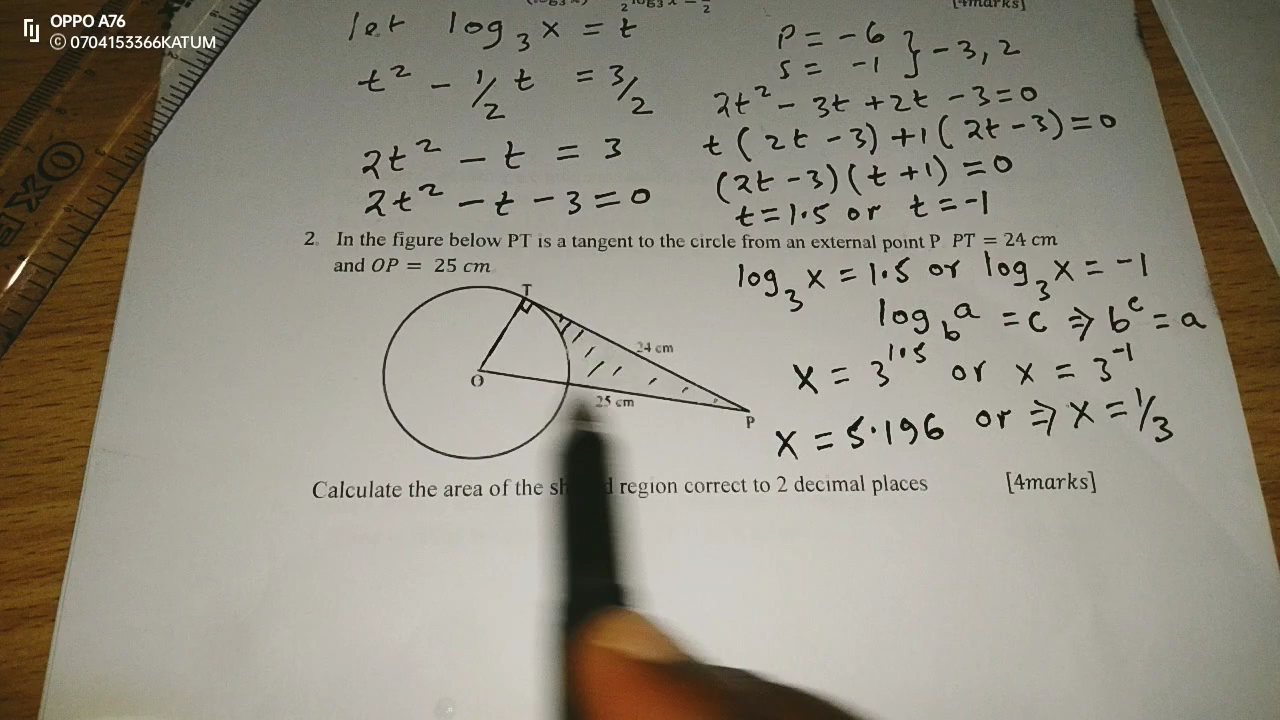 OPPO A76
© 0704153366KATUM
[4marks]
let log₃ x = t
t² - 1/2 t = 3/2
2t² - t = 3
2t² - t - 3 = 0
P = -6 } -3, 2
S = -1
2t² - 3t + 2t - 3 = 0
t(2t - 3) + 1(2t - 3) = 0
(2t - 3)(t + 1) = 0
t = 1.5 or t = -1
2. In the figure below PT is a tangent to the circle from an external point P PT = 24 cm
and OP = 25 cm
log₃ x = 1.5 or log₃ x = -1
log_b a = c ⇒ b^c = a
x = 3^1.5 or x = 3^-1
x = 5.196 or ⇒ x = 1/3
T
24 cm
O
25 cm
P
Calculate the area of the region correct to 2 decimal places [4marks]